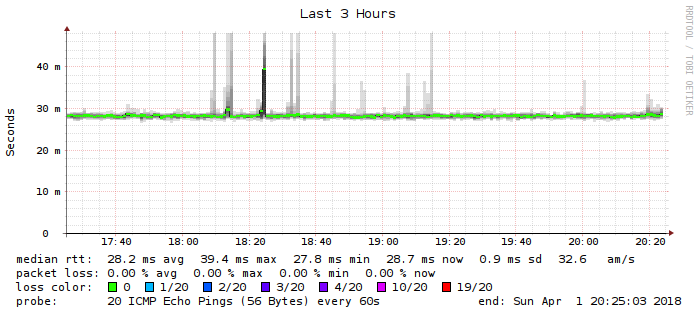 Last 3 Hours
RRDTOOL / TOBI OETIKER
Seconds
40 m
30 m
20 m
10 m
0
17:40 18:00 18:20 18:40 19:00 19:20 19:40 20:00 20:20
median rtt: 28.2 ms avg 39.4 ms max 27.8 ms min 28.7 ms now 0.9 ms sd 32.6 am/s
packet loss: 0.00 % avg 0.00 % max 0.00 % min 0.00 % now
loss color: 0 1/20 2/20 3/20 4/20 10/20 19/20
probe: 20 ICMP Echo Pings (56 Bytes) every 60s end: Sun Apr 1 20:25:03 2018